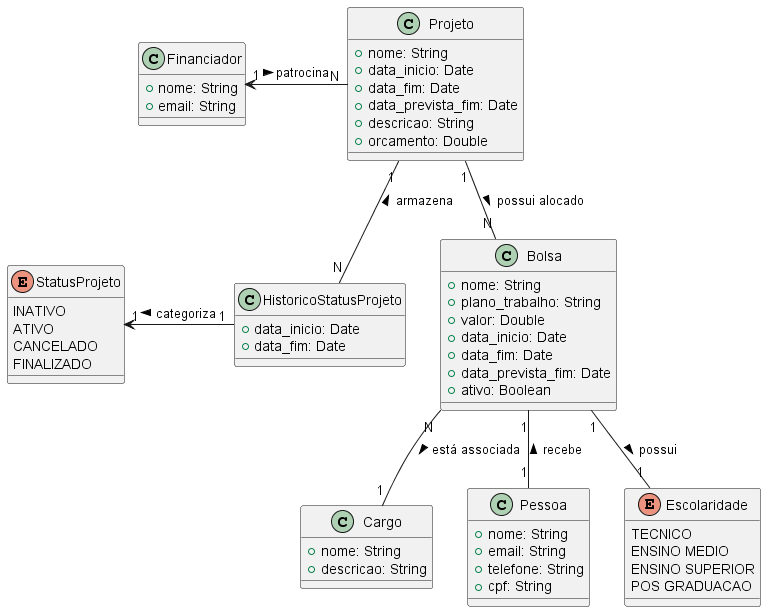 C Projeto
nome: String
data_inicio: Date
data_fim: Date
data_prevista_fim: Date
descricao: String
orcamento: Double
C Financiador
nome: String
email: String
1 patrocina N
1
armazena
N
1
possui alocado
N
E StatusProjeto
INATIVO
ATIVO
CANCELADO
FINALIZADO
1 categoriza 1
C HistoricoStatusProjeto
data_inicio: Date
data_fim: Date
C Bolsa
nome: String
plano_trabalho: String
valor: Double
data_inicio: Date
data_fim: Date
data_prevista_fim: Date
ativo: Boolean
N
está associada
1
1
recebe
1
1
possui
1
C Cargo
nome: String
descricao: String
C Pessoa
nome: String
email: String
telefone: String
cpf: String
E Escolaridade
TECNICO
ENSINO MEDIO
ENSINO SUPERIOR
POS GRADUACAO